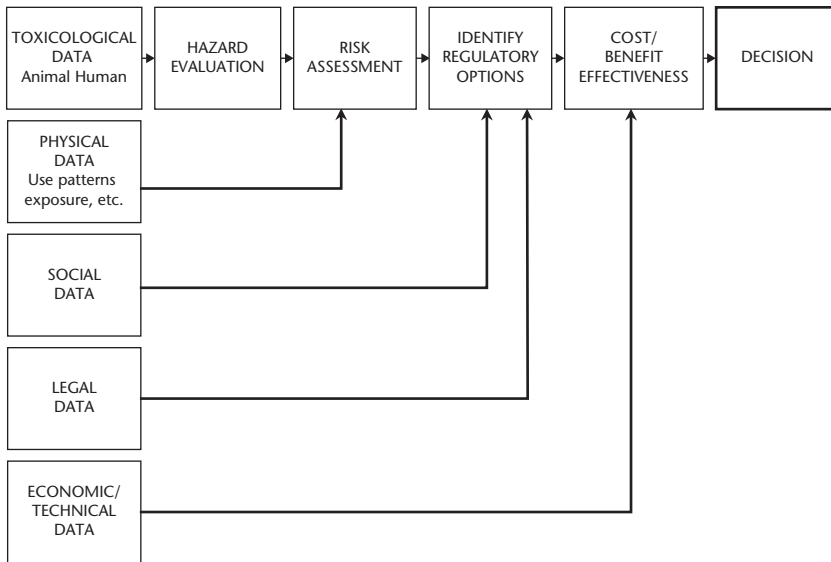 TOXICOLOGICAL
DATA
Animal Human
HAZARD
EVALUATION
RISK
ASSESSMENT
IDENTIFY
REGULATORY
OPTIONS
COST/
BENEFIT
EFFECTIVENESS
DECISION
PHYSICAL
DATA
Use patterns
exposure, etc.
SOCIAL
DATA
LEGAL
DATA
ECONOMIC/
TECHNICAL
DATA